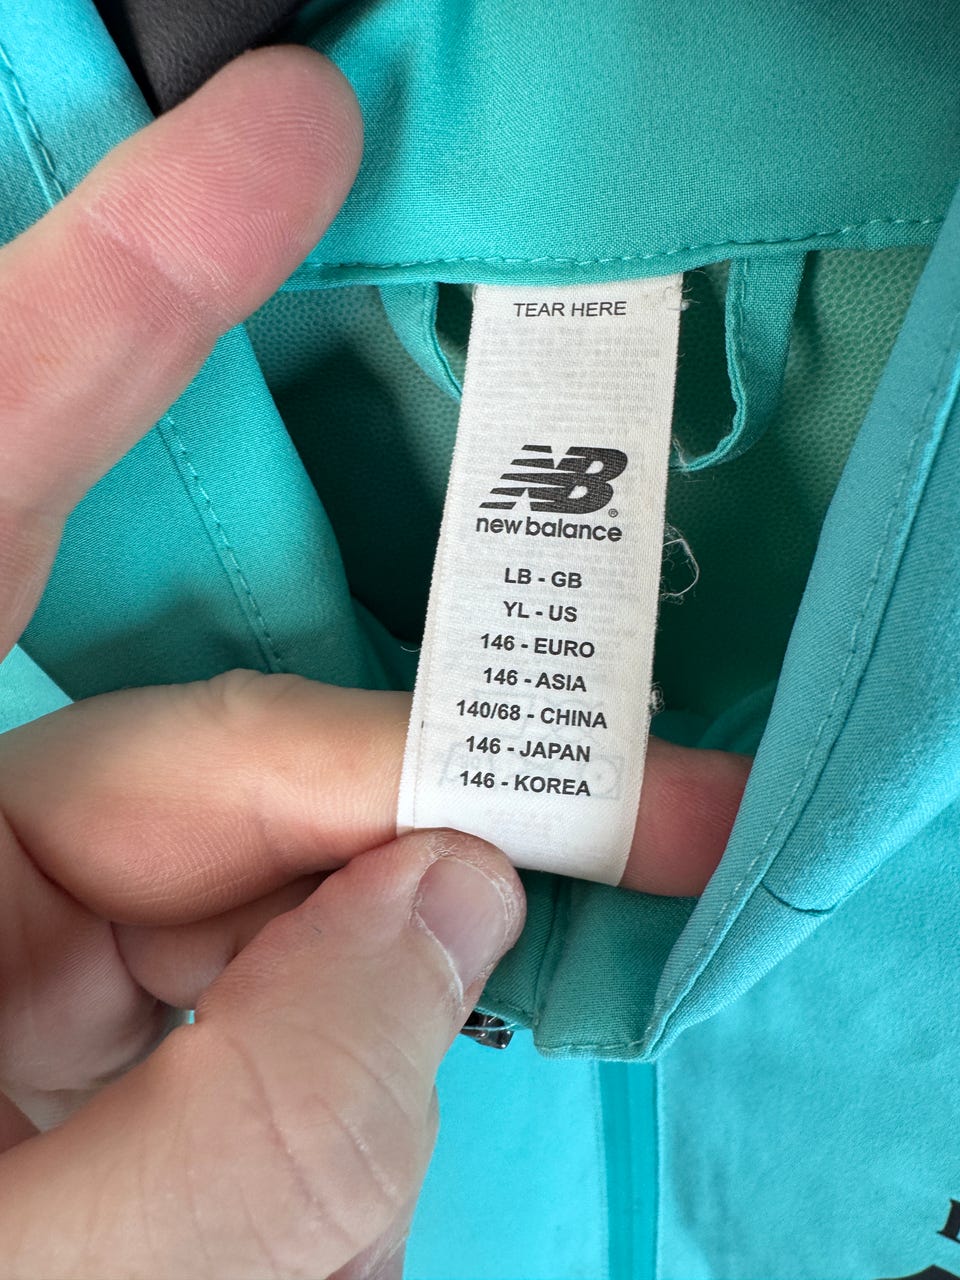 TEAR HERE
NB
new balance
LB - GB
YL - US
146 - EURO
146 - ASIA
140/68 - CHINA
146 - JAPAN
146 - KOREA